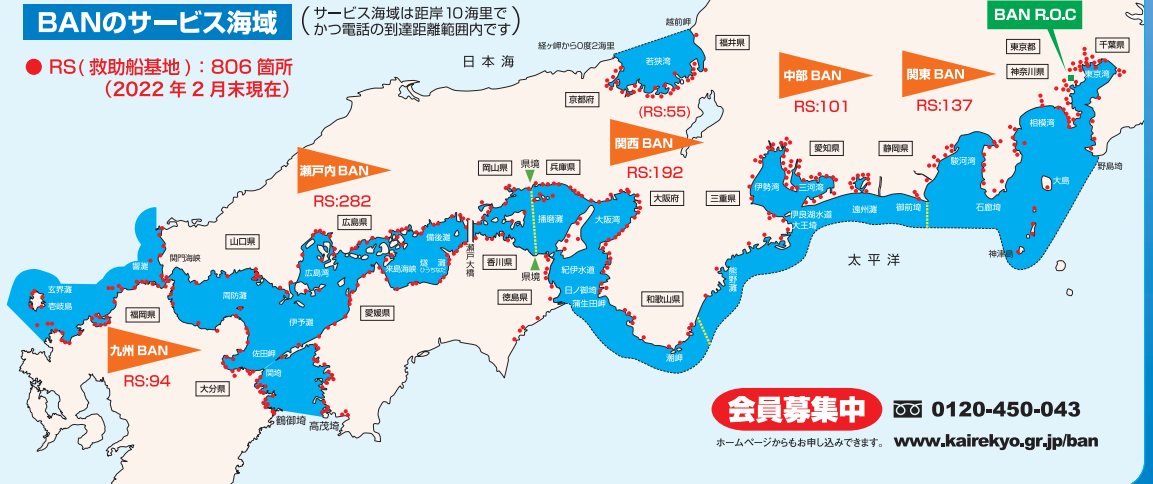 BANのサービス海域
(サービス海域は距岸10海里で
かつ電話の到達距離範囲内です)
● RS(救助船基地):806箇所
(2022年2月末現在)
日本海
経ヶ岬から0度2海里
越前岬
福井県
若狭湾
京都府
(RS:55)
BAN R.O.C
東京都
千葉県
神奈川県
東京湾
中部 BAN
RS:101
関東 BAN
RS:137
相模湾
野島埼
大島
石廊埼
神津島
駿河湾
静岡県
愛知県
伊勢湾
三河湾
三重県
伊良湖水道
大王埼
遠州灘
御前埼
太平洋
熊野灘
関西 BAN
RS:192
瀬戸内 BAN
RS:282
岡山県
県境
兵庫県
大阪府
播磨灘
大阪湾
広島県
備後灘
瀬戸大橋
香川県
県境
紀伊水道
徳島県
日ノ御埼
蒲生田岬
和歌山県
潮岬
山口県
関門海峡
響灘
広島湾
来島海峡
燧灘
ひうちなだ
玄界灘
壱岐島
周防灘
伊予灘
愛媛県
福岡県
九州 BAN
RS:94
佐田岬
関埼
大分県
鶴御埼
高茂埼
会員募集中
0120-450-043
ホームページからもお申し込みできます。 www.kairekyo.gr.jp/ban